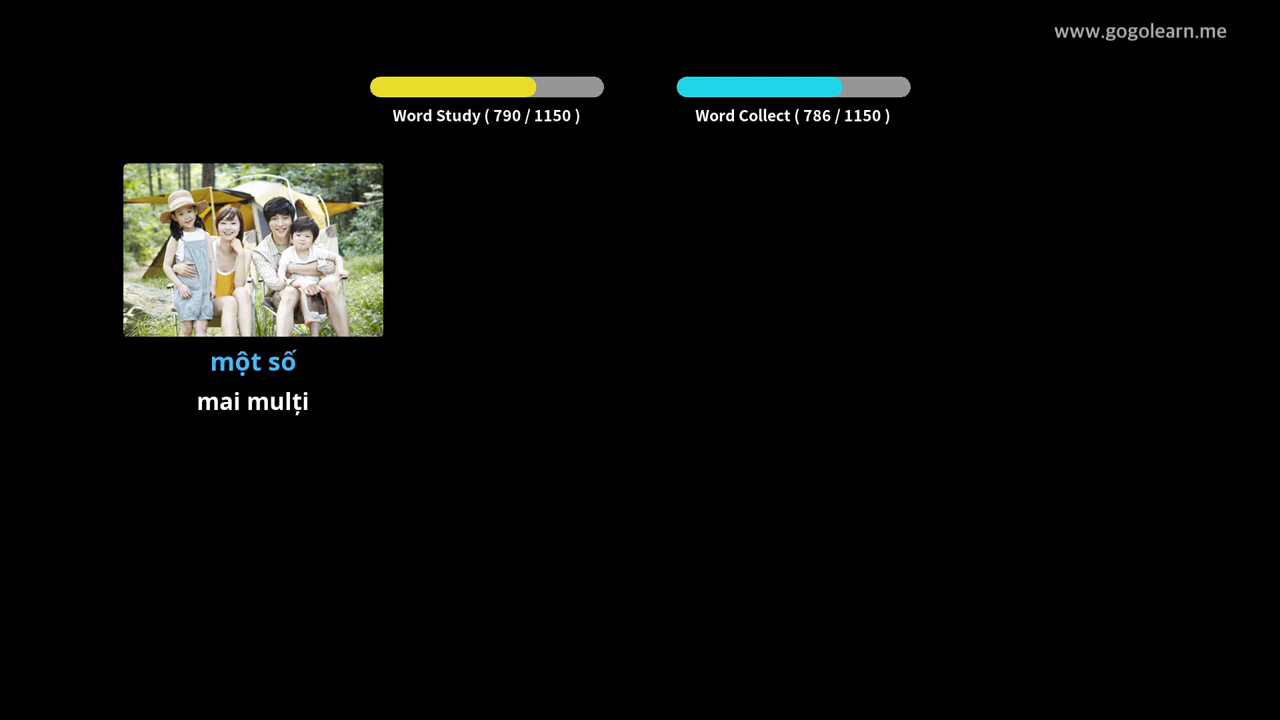 www.gogolearn.me
Word Study ( 790 / 1150 )
Word Collect ( 786 / 1150 )
một số
mai mulți